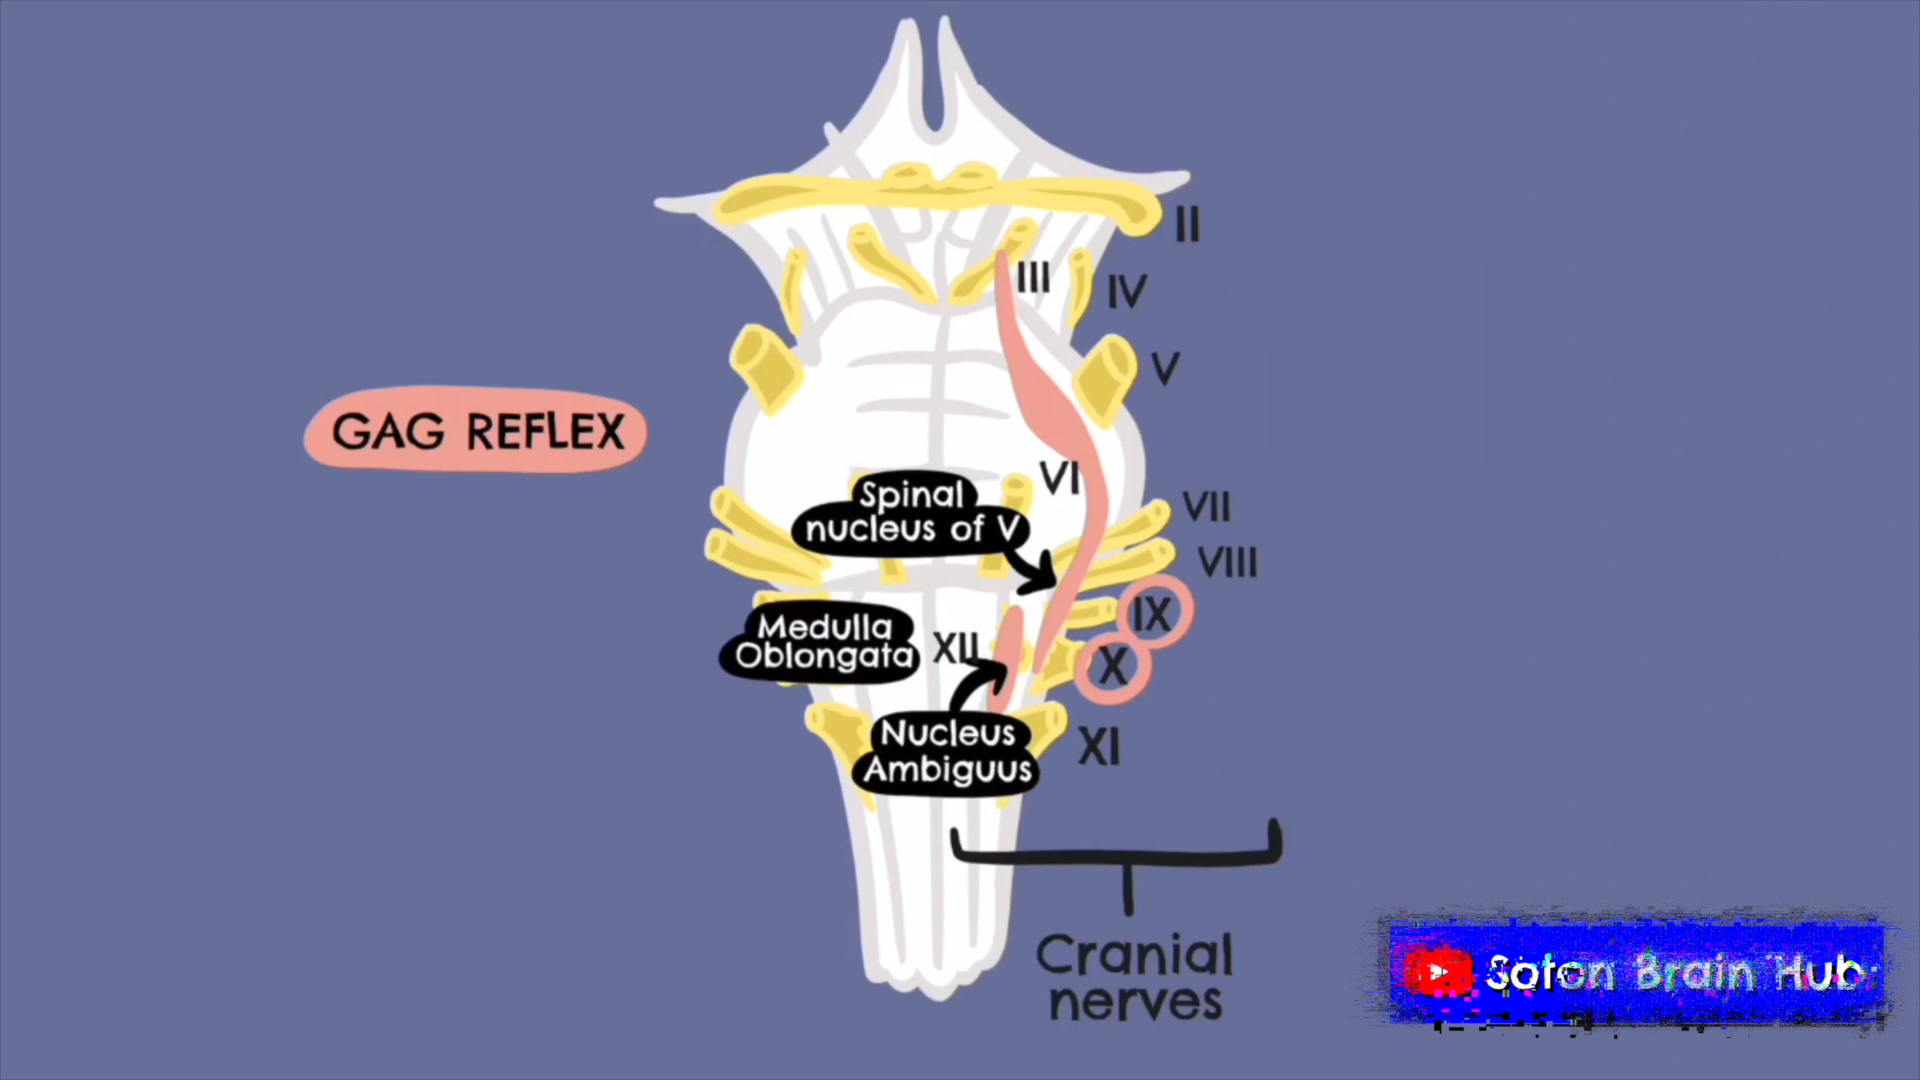 II
III
IV
V
GAG REFLEX
VI
Spinal
nucleus of V
VII
VIII
IX
Medulla
Oblongata
XII
X
Nucleus
Ambiguus
XI
Cranial
nerves
Soton Brain Hub